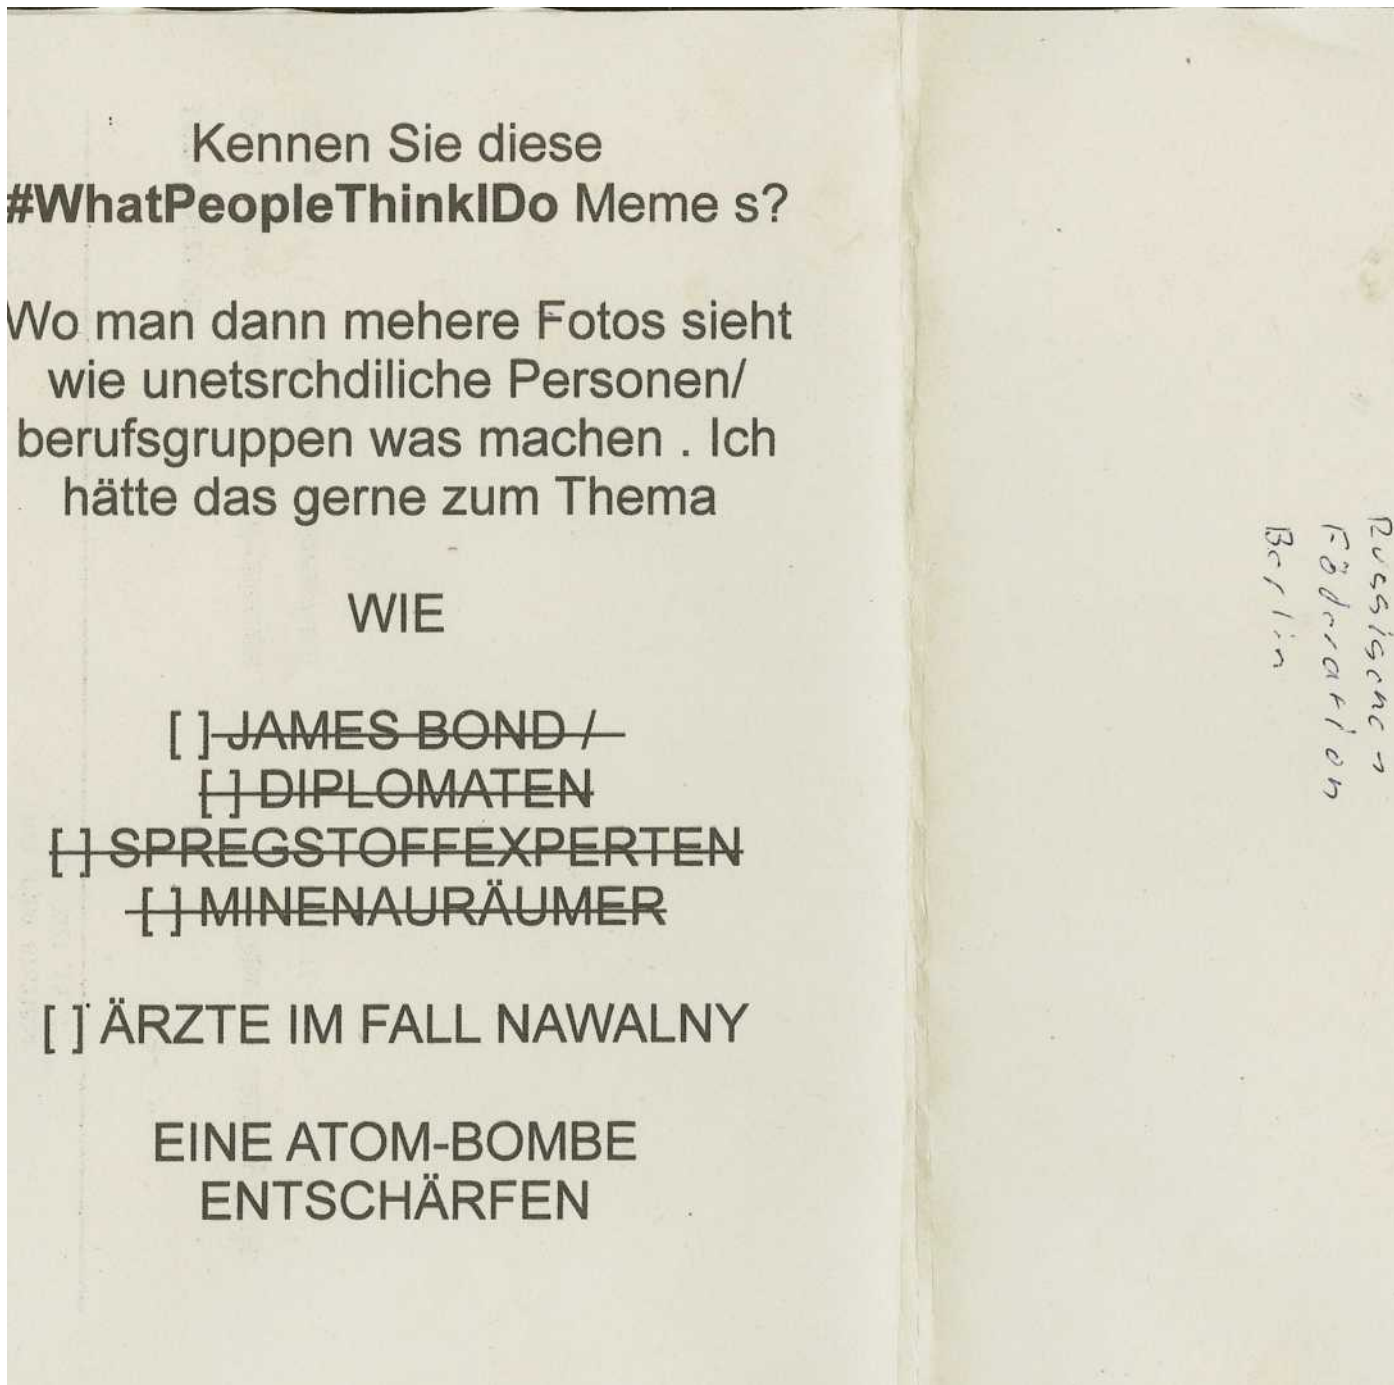 Kennen Sie diese
#WhatPeopleThinkIDo Meme s?
Wo man dann mehere Fotos sieht
wie unetsrchdiliche Personen/
berufsgruppen was machen . Ich
hätte das gerne zum Thema
WIE
[ ] JAMES BOND /
[ ] DIPLOMATEN
[ ] SPREGSTOFFEXPERTEN
[ ] MINENAURÄUMER
[ ] ÄRZTE IM FALL NAWALNY
EINE ATOM-BOMBE
ENTSCHÄRFEN
Russischen
Föderation
Berlin